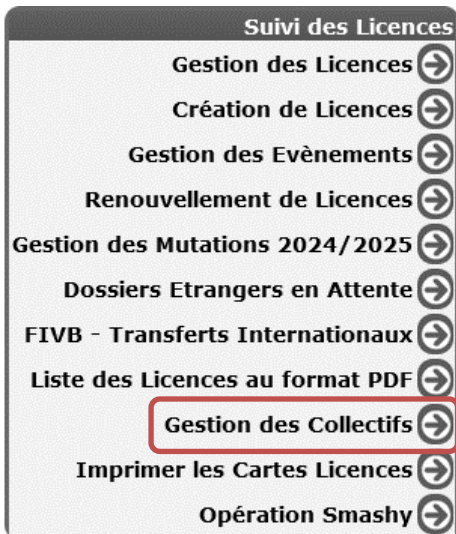 Suivi des Licences
Gestion des Licences
Création de Licences
Gestion des Evènements
Renouvellement de Licences
Gestion des Mutations 2024/2025
Dossiers Etrangers en Attente
FIVB - Transferts Internationaux
Liste des Licences au format PDF
Gestion des Collectifs
Imprimer les Cartes Licences
Opération Smashy